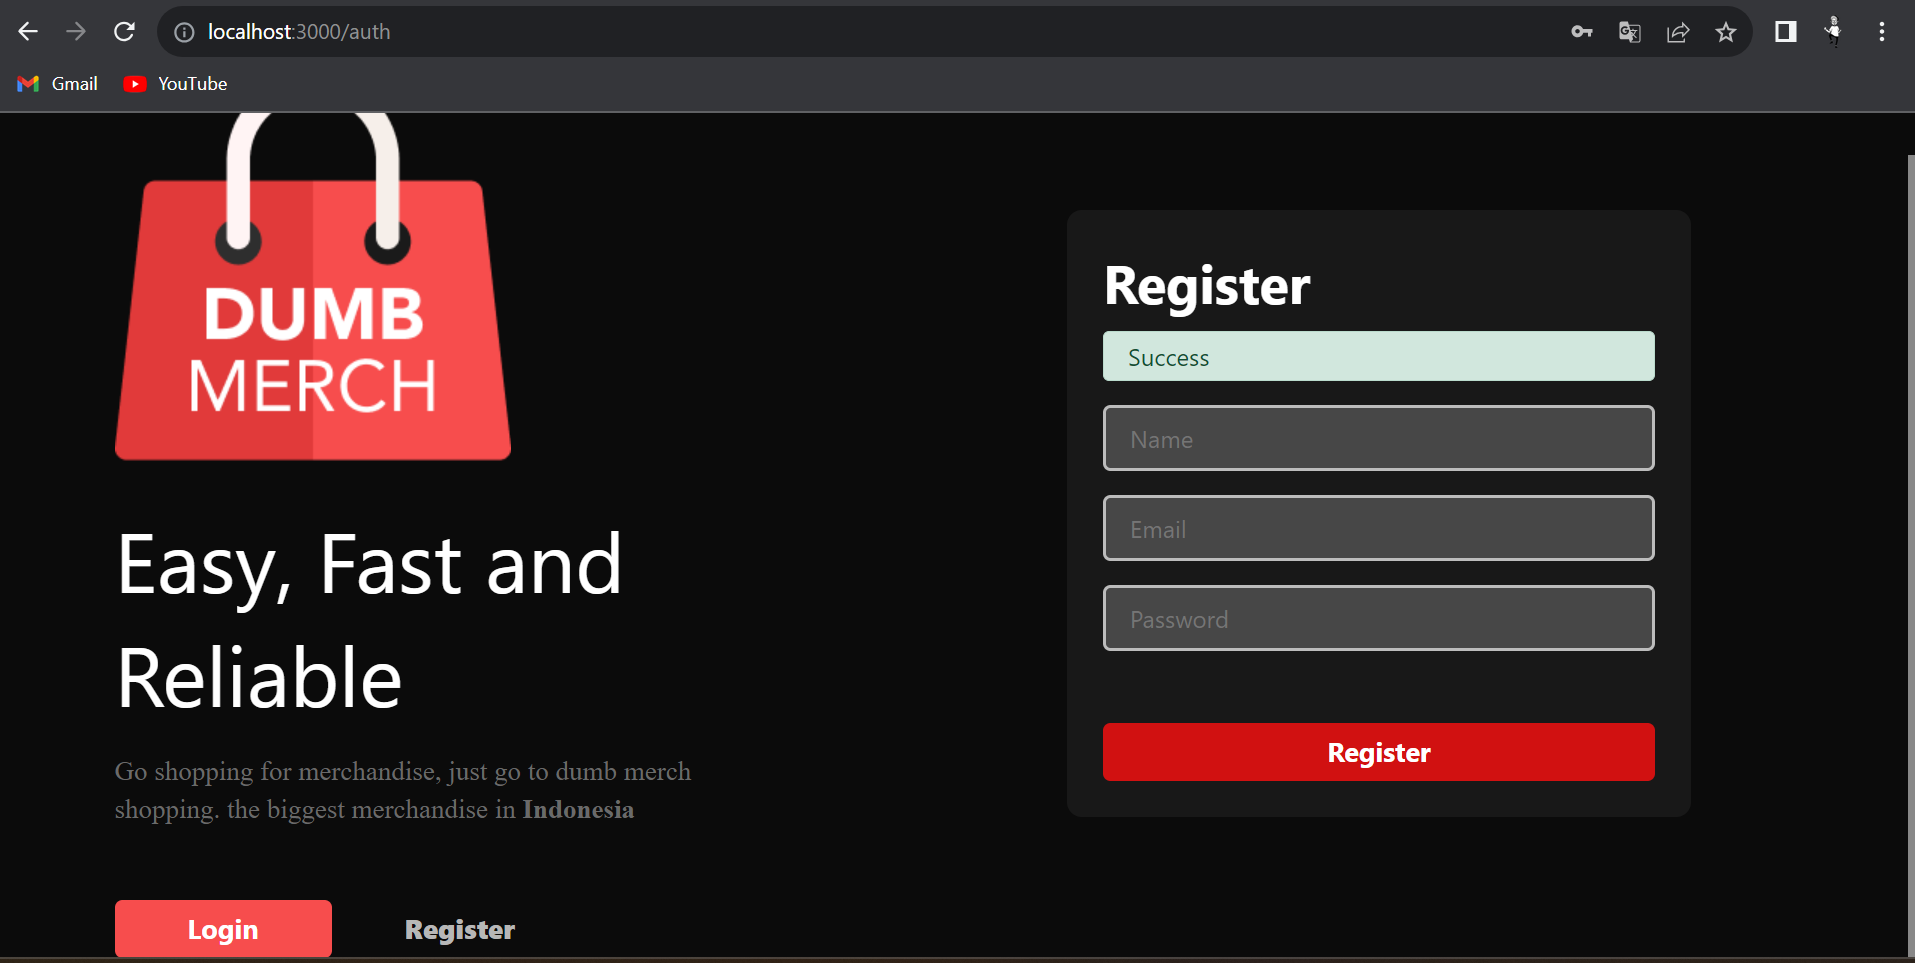 localhost:3000/auth
Gmail
YouTube
DUMB
MERCH
Easy, Fast and
Reliable
Go shopping for merchandise, just go to dumb merch
shopping. the biggest merchandise in Indonesia
Login
Register
Register
Success
Name
Email
Password
Register